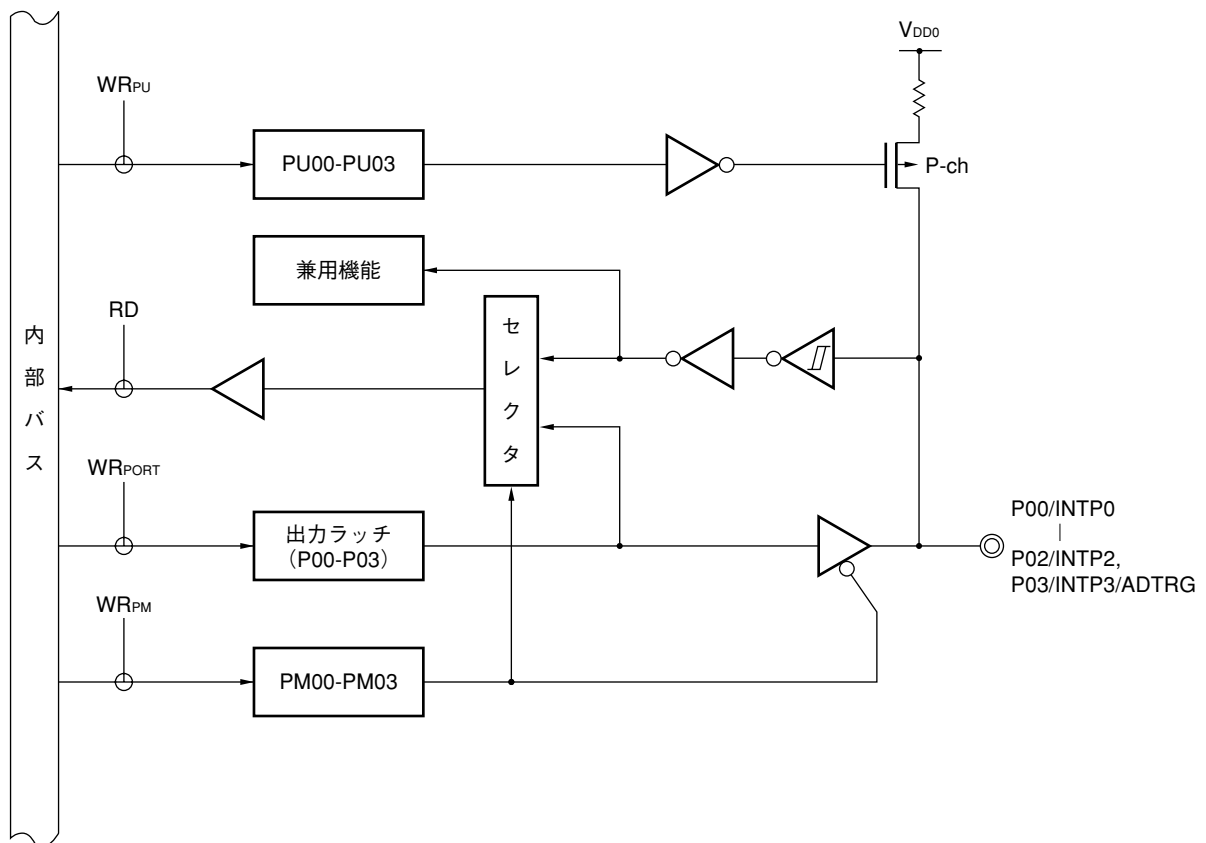 VDD0
WRPU
PU00-PU03
P-ch
兼用機能
RD
セレクタ
内部バス
WRPORT
出力ラッチ
(P00-P03)
P00/INTP0
|
P02/INTP2,
P03/INTP3/ADTRG
WRPM
PM00-PM03